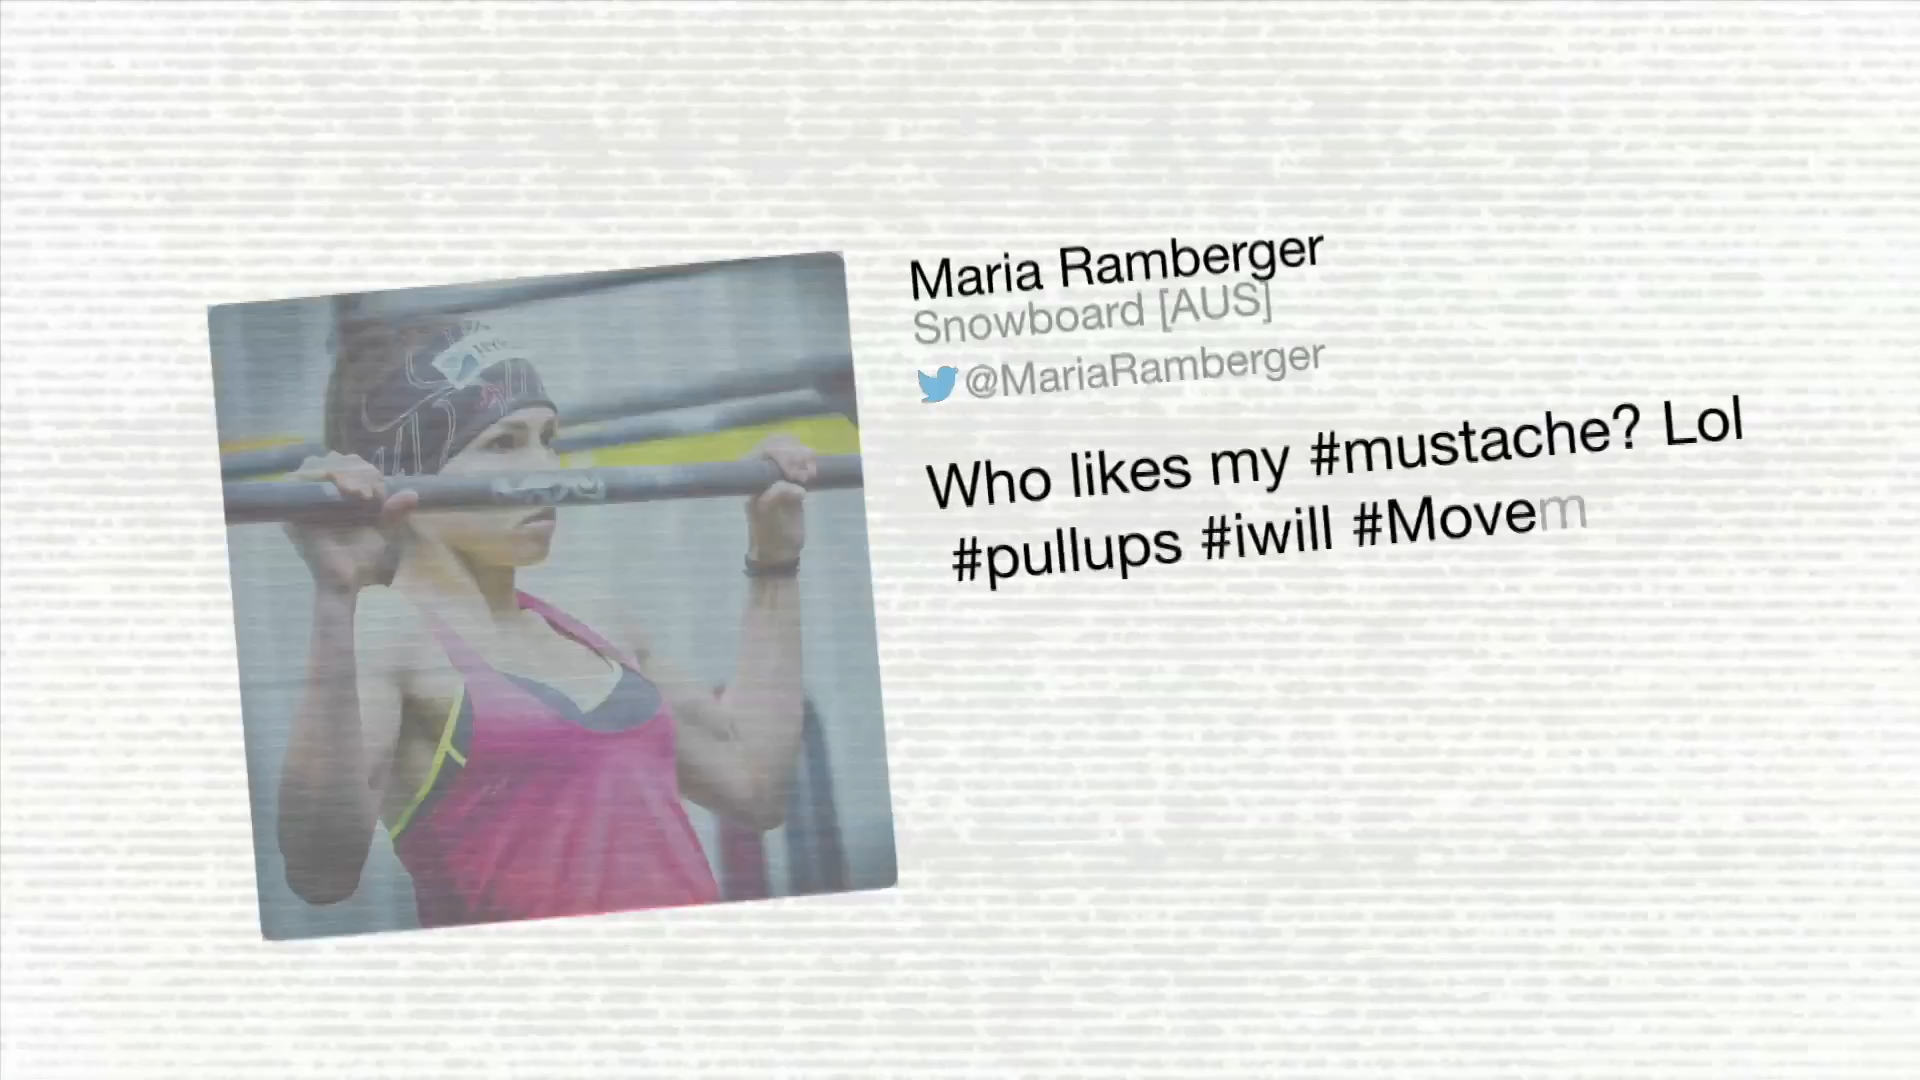 Maria Ramberger
Snowboard [AUS]
@MariaRamberger
Who likes my #mustache? Lol
#pullups #iwill #Movem